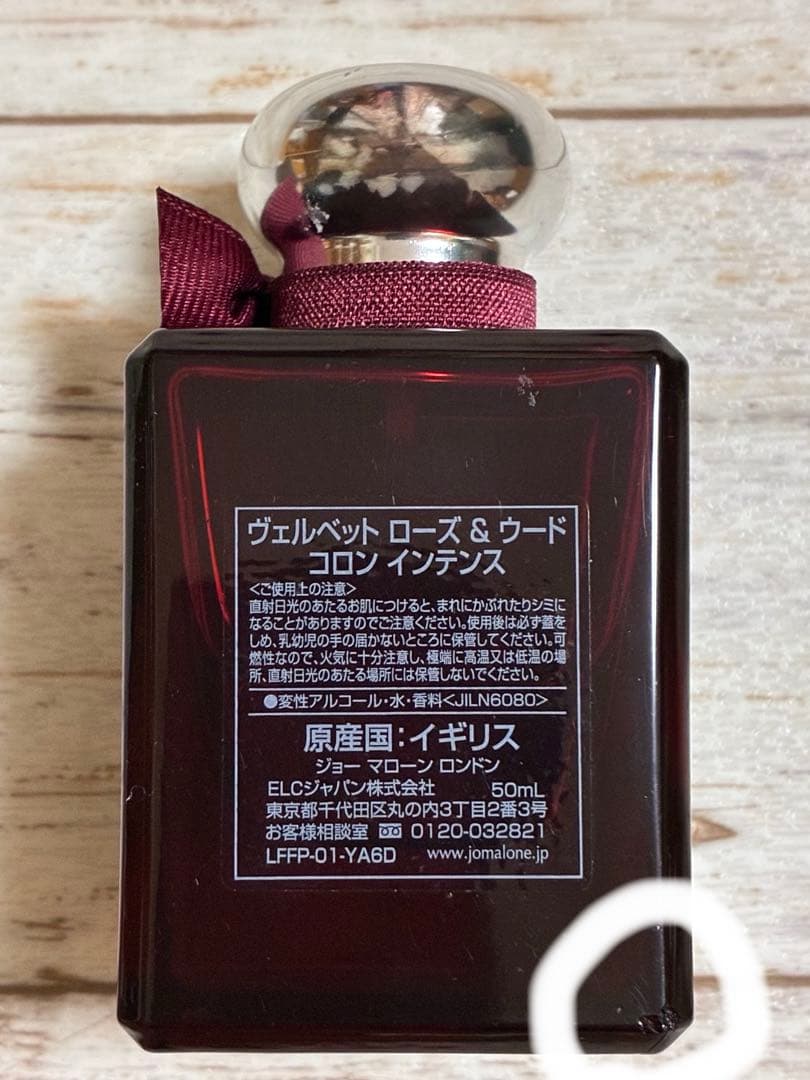 ヴェルベット ローズ & ウード
コロン インテンス
<ご使用上の注意>
直射日光のあたるお肌につけると、まれにかぶれたりシミに
なることがありますのでご注意ください。使用後は必ず蓋を
しめ、乳幼児の手の届かないところに保管してください。可
燃性なので、火気に十分注意し、極端に高温又は低温の場
所、直射日光のあたる場所には保管しないでください。
●変性アルコール・水・香料<JILN6080>
原産国:イギリス
ジョー マローン ロンドン
ELCジャパン株式会社 50mL
東京都千代田区丸の内3丁目2番3号
お客様相談室 0120-032821
LFFP-01-YA6D www.jomalone.jp